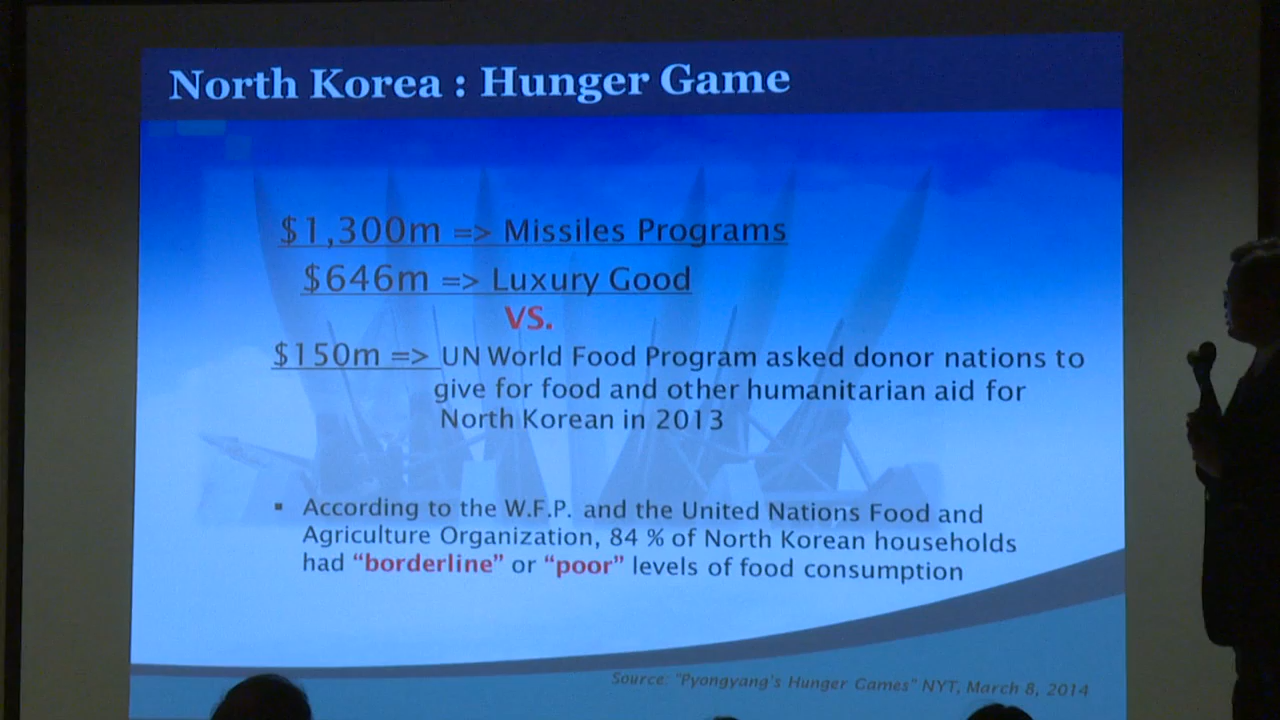 North Korea : Hunger Game
$1,300m => Missiles Programs
$646m => Luxury Good
VS.
$150m => UN World Food Program asked donor nations to
give for food and other humanitarian aid for
North Korean in 2013
▪ According to the W.F.P. and the United Nations Food and
Agriculture Organization, 84 % of North Korean households
had “borderline” or “poor” levels of food consumption
Source: "Pyongyang's Hunger Games" NYT, March 8, 2014